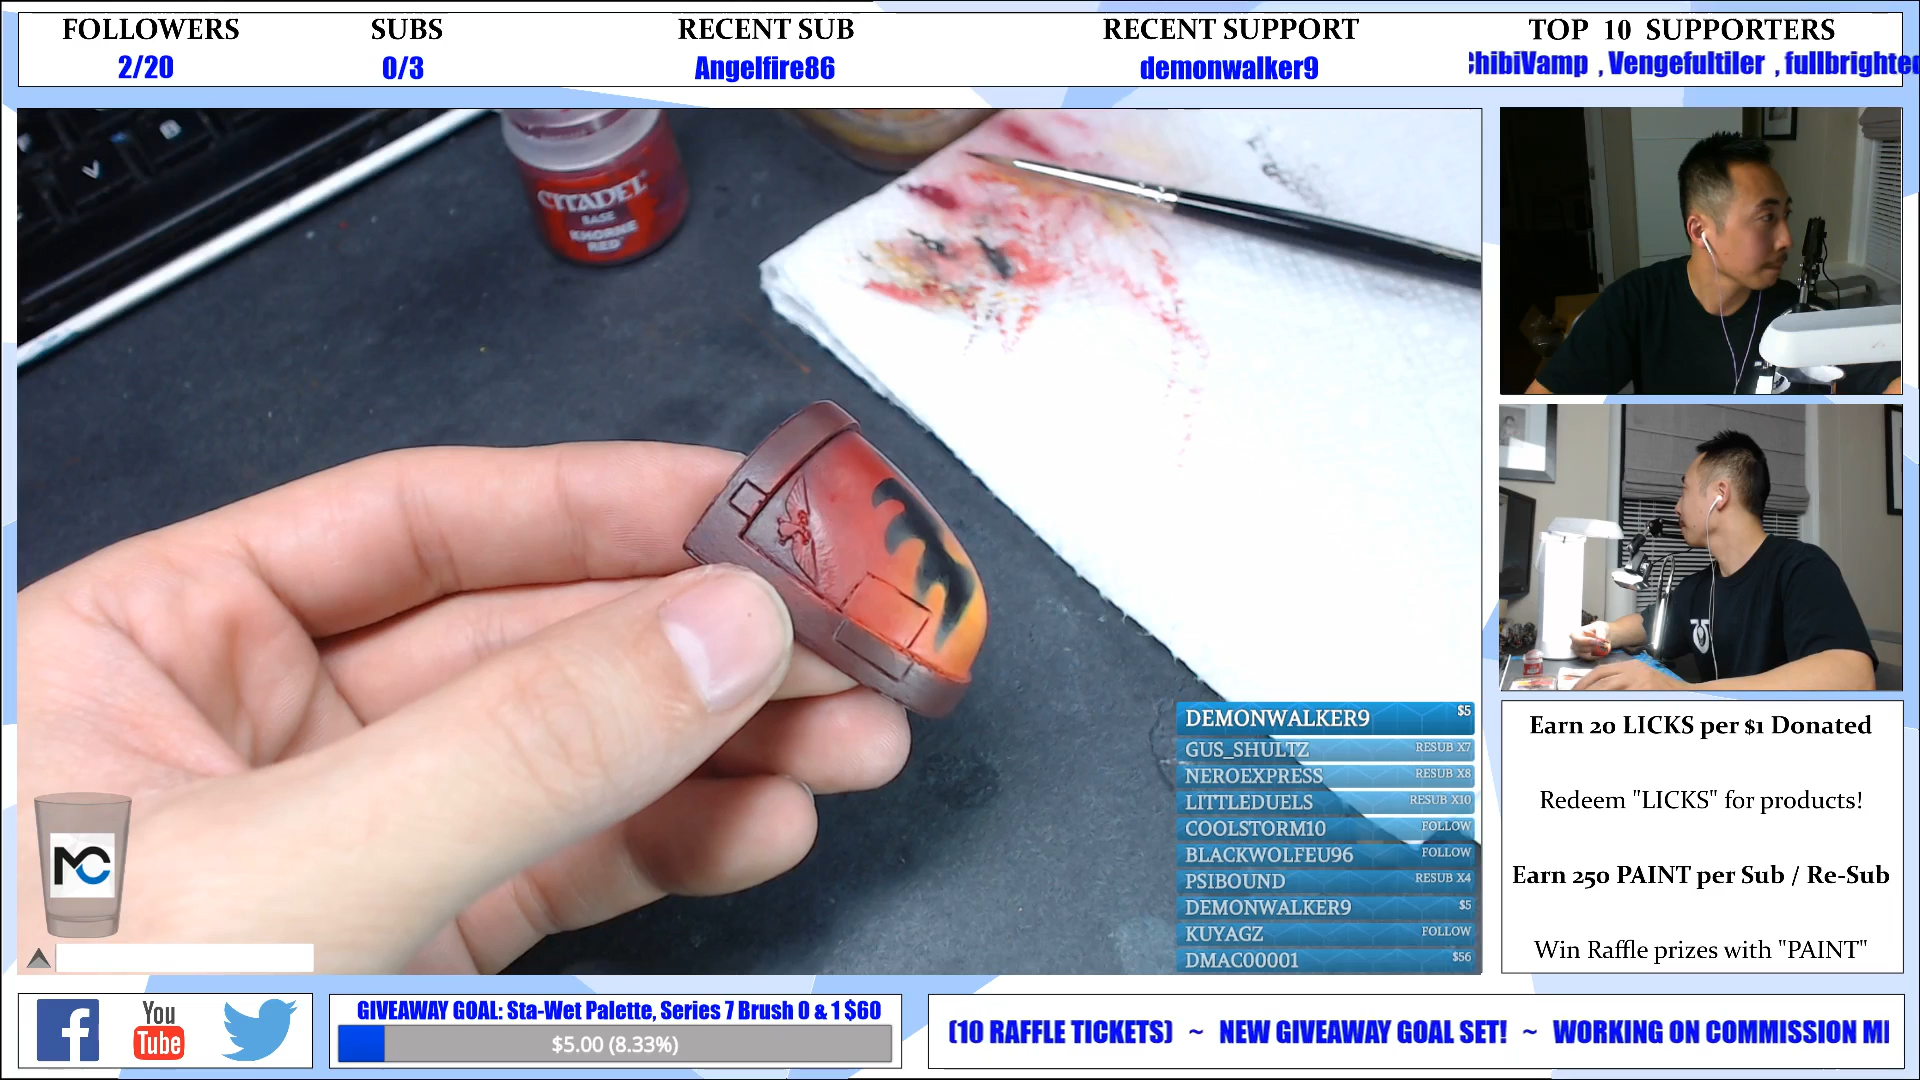 FOLLOWERS
2/20
SUBS
0/3
RECENT SUB
Angelfire86
RECENT SUPPORT
demonwalker9
TOP 10 SUPPORTERS
hibiVamp , Vengefultiler , fullbrighte
V
B
CITADEL
BASE
KHORNE
RED
DEMONWALKER9 $5
GUS_SHULTZ RESUB X7
NEROEXPRESS RESUB X8
LITTLEDUELS RESUB X10
COOLSTORM10 FOLLOW
BLACKWOLFEU96 FOLLOW
PSIBOUND RESUB X4
DEMONWALKER9 $5
KUYAGZ FOLLOW
DMAC00001 $56
MC
Earn 20 LICKS per $1 Donated
Redeem "LICKS" for products!
Earn 250 PAINT per Sub / Re-Sub
Win Raffle prizes with "PAINT"
f
You
Tube
GIVEAWAY GOAL: Sta-Wet Palette, Series 7 Brush 0 & 1 $60
$5.00 (8.33%)
(10 RAFFLE TICKETS) ~ NEW GIVEAWAY GOAL SET! ~ WORKING ON COMMISSION MI